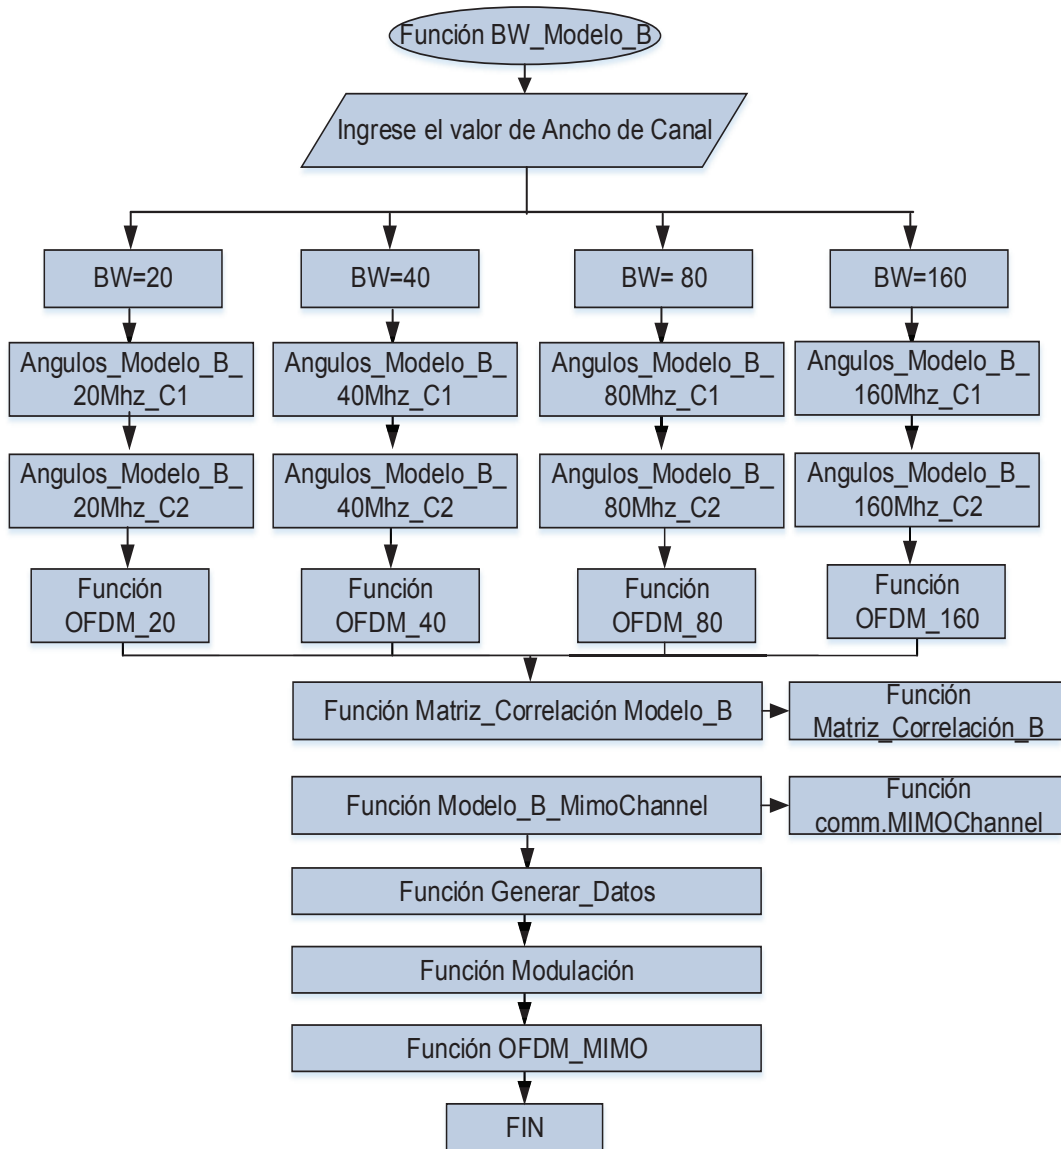 Función BW_Modelo_B
Ingrese el valor de Ancho de Canal
BW=20
BW=40
BW= 80
BW=160
Angulos_Modelo_B_
20Mhz_C1
Angulos_Modelo_B_
40Mhz_C1
Angulos_Modelo_B_
80Mhz_C1
Angulos_Modelo_B_
160Mhz_C1
Angulos_Modelo_B_
20Mhz_C2
Angulos_Modelo_B_
40Mhz_C2
Angulos_Modelo_B_
80Mhz_C2
Angulos_Modelo_B_
160Mhz_C2
Función
OFDM_20
Función
OFDM_40
Función
OFDM_80
Función
OFDM_160
Función Matriz_Correlación Modelo_B
Función
Matriz_Correlación_B
Función Modelo_B_MimoChannel
Función
comm.MIMOChannel
Función Generar_Datos
Función Modulación
Función OFDM_MIMO
FIN